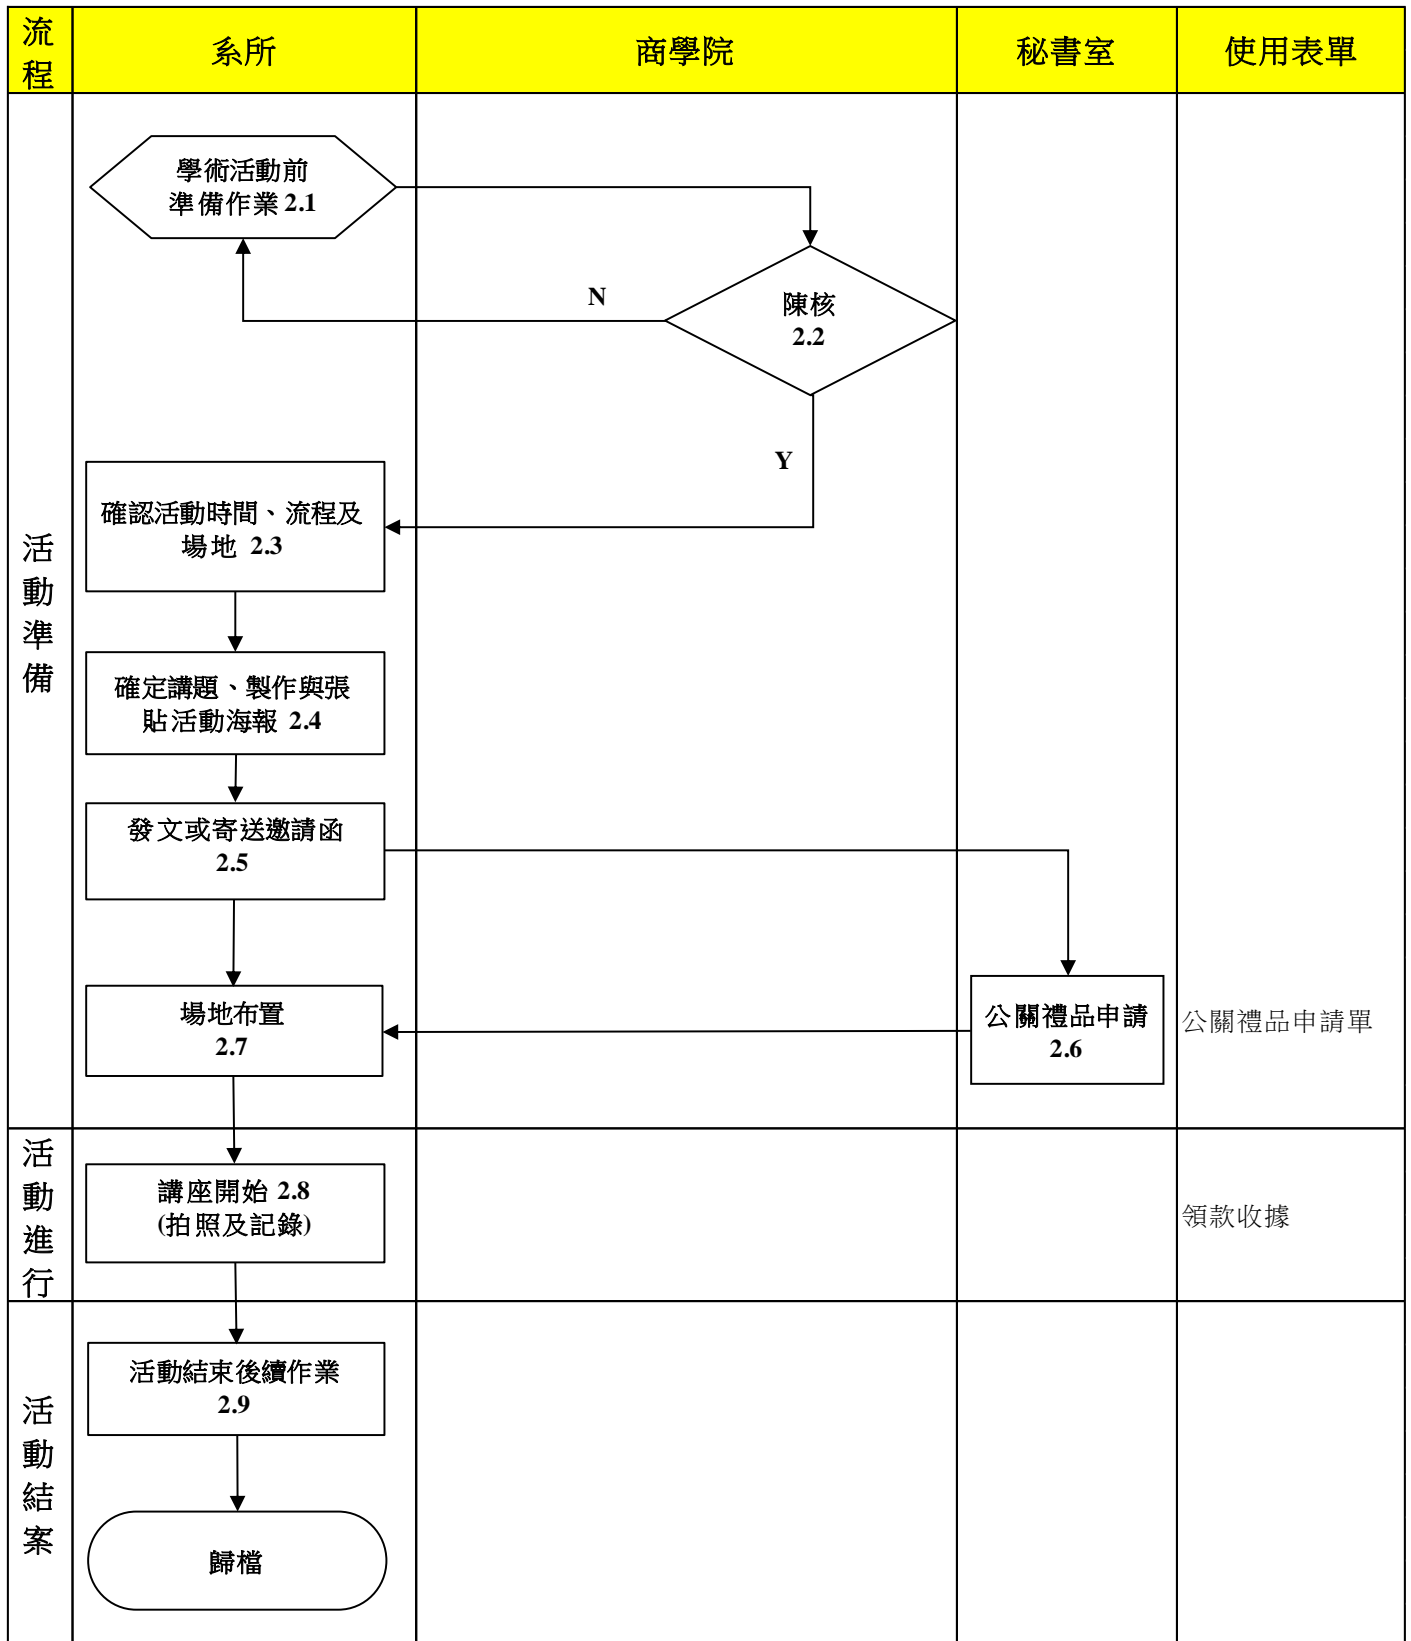 流
程
系所
商學院
秘書室
使用表單
學術活動前
準備作業 2.1
N
陳核
2.2
Y
活
動
準
備
確認活動時間、流程及
場地 2.3
確定講題、製作與張
貼活動海報 2.4
發文或寄送邀請函
2.5
場地布置
2.7
公關禮品申請
2.6
公關禮品申請單
活
動
進
行
講座開始 2.8
(拍照及記錄)
領款收據
活
動
結
案
活動結束後續作業
2.9
歸檔